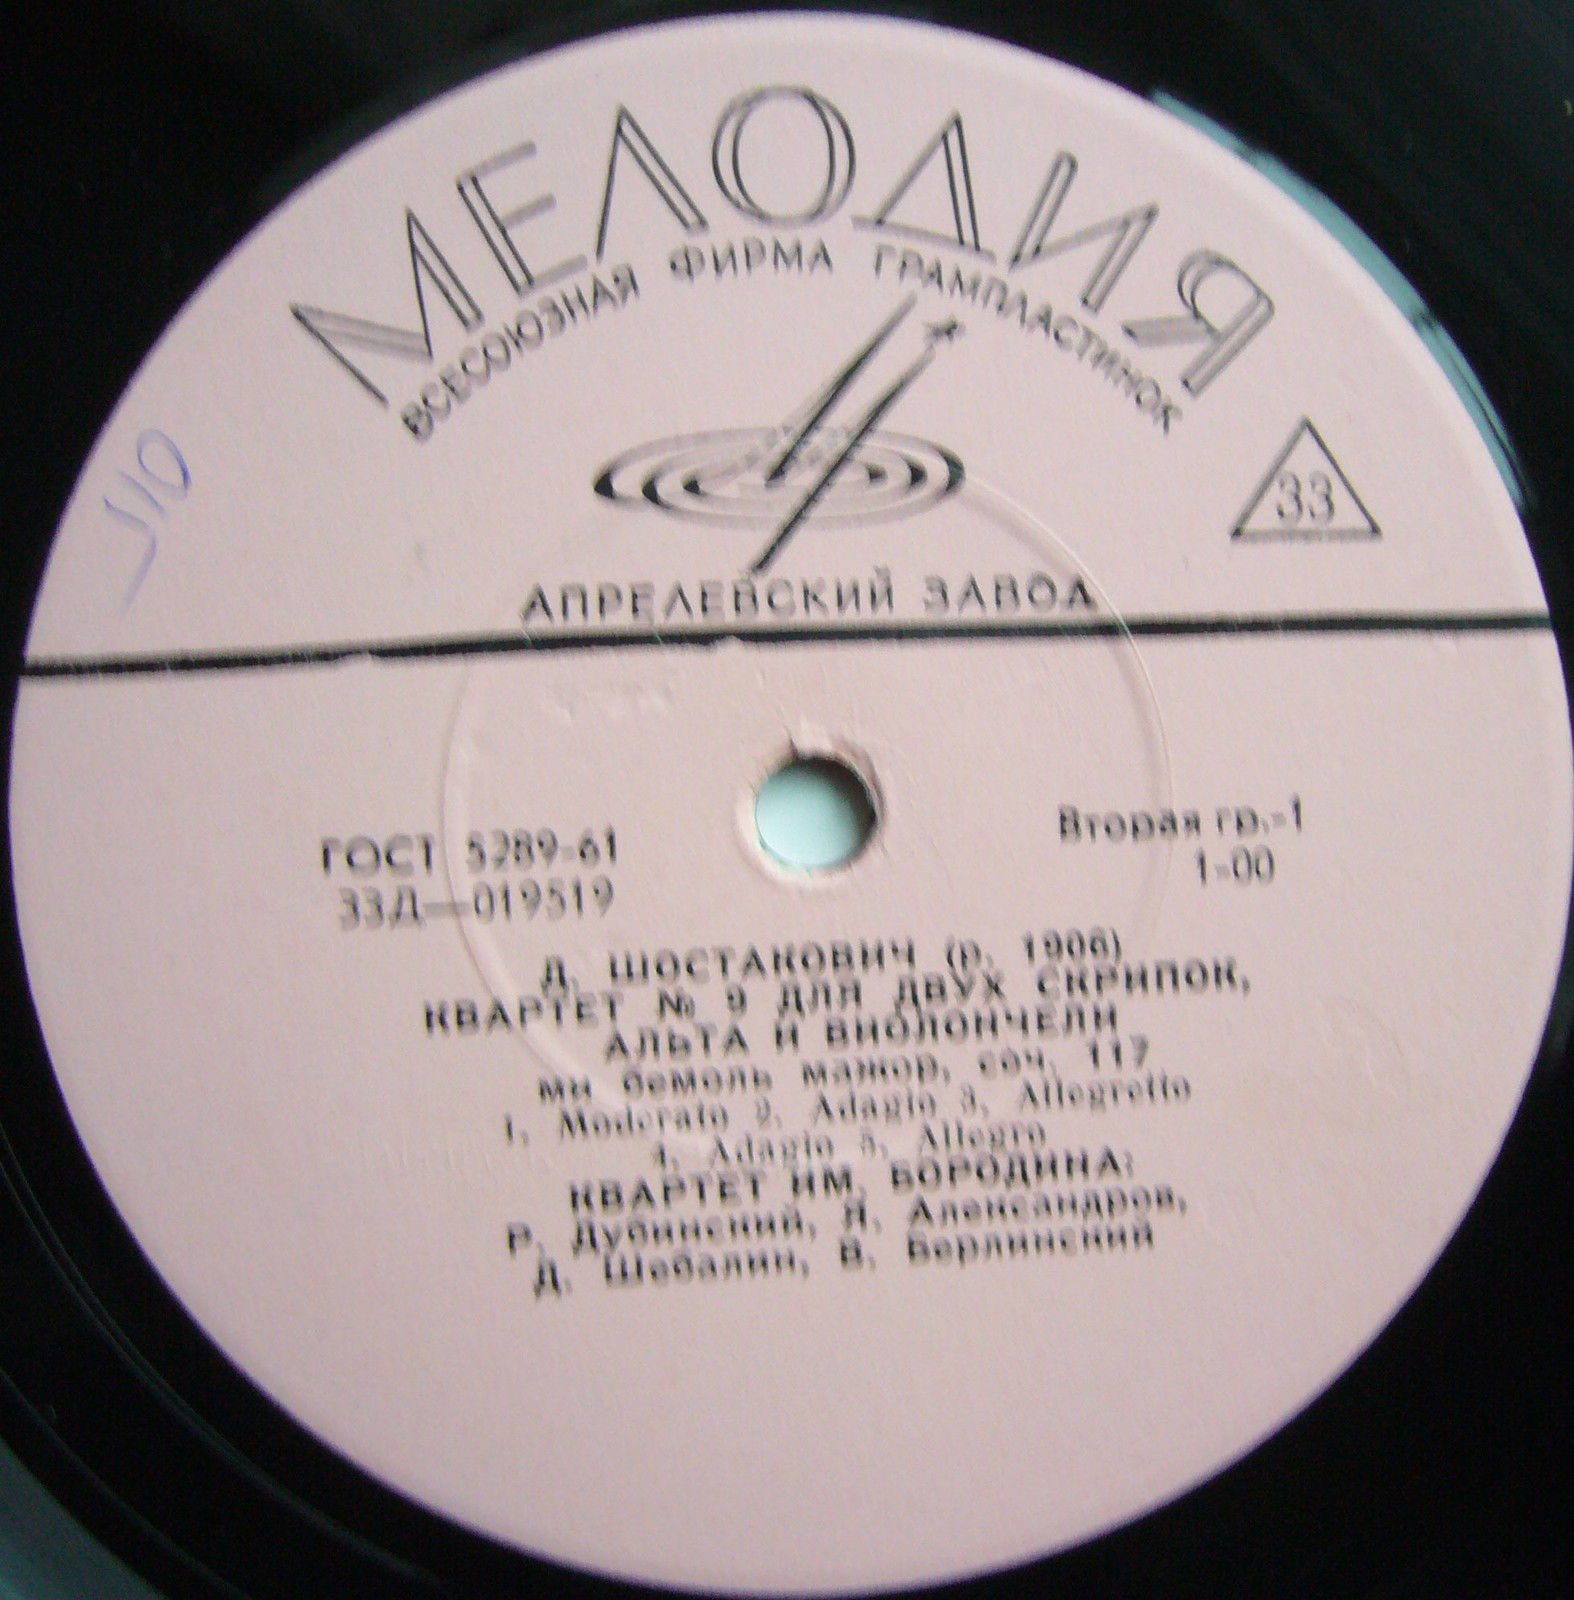 МЕЛОДИЯ
ВСЕСОЮЗНАЯ ФИРМА ГРАМПЛАСТИНОК
33
АПРЕЛЕВСКИЙ ЗАВОД
ГОСТ 5289-61
33Д—019519
Вторая гр.-1
1-00
Д. ШОСТАКОВИЧ (р. 1906)
КВАРТЕТ № 9 ДЛЯ ДВУХ СКРИПОК,
АЛЬТА И ВИОЛОНЧЕЛИ
ми бемоль мажор, соч. 117
1. Moderato 2. Adagio 3. Allegretto
4. Adagio 5. Allegro
КВАРТЕТ ИМ. БОРОДИНА:
Р. Дубинский, Я. Александров,
Д. Шебалин, В. Берлинский